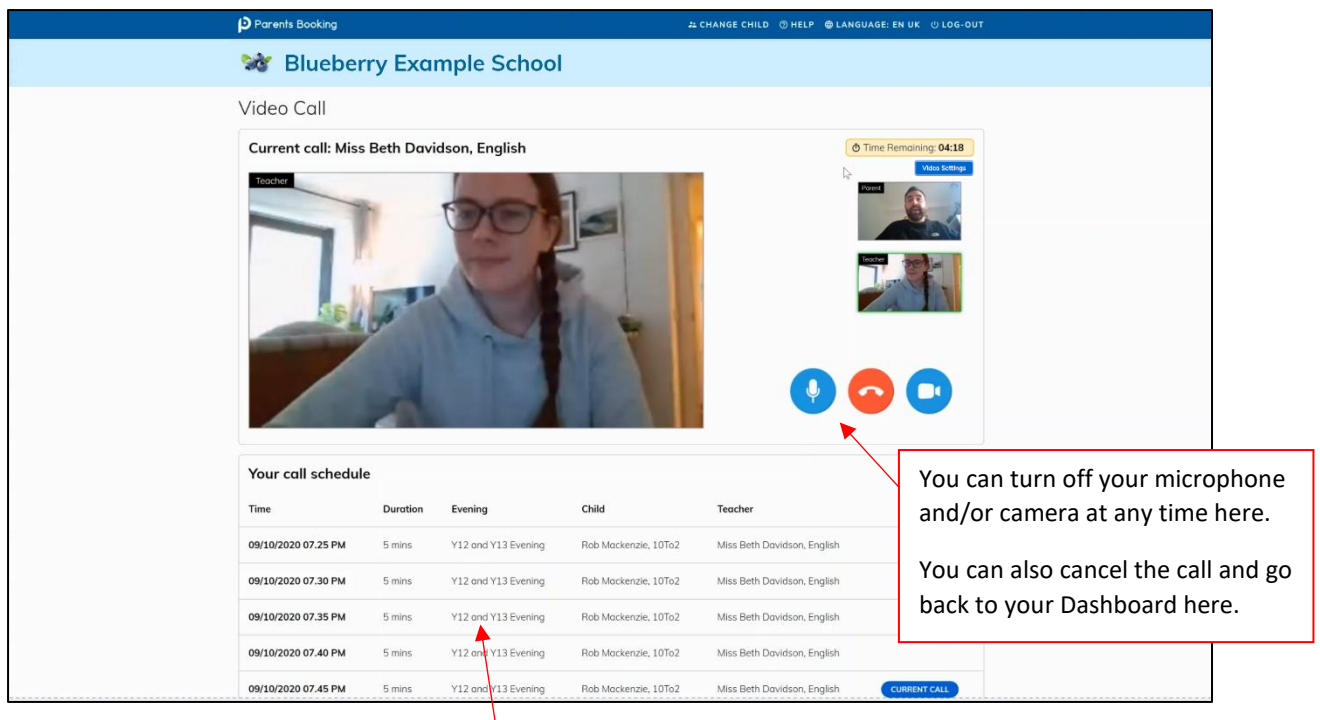 Parents Booking
CHANGE CHILD HELP LANGUAGE: EN UK LOG-OUT
Blueberry Example School
Video Call
Current call: Miss Beth Davidson, English
Time Remaining: 04:18
Video Settings
Teacher
Parent
Teacher
You can turn off your microphone
and/or camera at any time here.
You can also cancel the call and go
back to your Dashboard here.
Your call schedule
Time Duration Evening Child Teacher
09/10/2020 07.25 PM 5 mins Y12 and Y13 Evening Rob Mackenzie, 10To2 Miss Beth Davidson, English
09/10/2020 07.30 PM 5 mins Y12 and Y13 Evening Rob Mackenzie, 10To2 Miss Beth Davidson, English
09/10/2020 07.35 PM 5 mins Y12 and Y13 Evening Rob Mackenzie, 10To2 Miss Beth Davidson, English
09/10/2020 07.40 PM 5 mins Y12 and Y13 Evening Rob Mackenzie, 10To2 Miss Beth Davidson, English
09/10/2020 07.45 PM 5 mins Y12 and Y13 Evening Rob Mackenzie, 10To2 Miss Beth Davidson, English CURRENT CALL